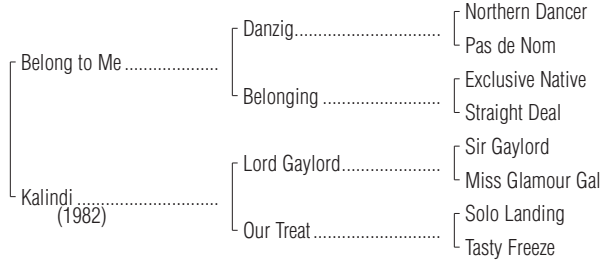 Northern Dancer
Danzig..............................
Pas de Nom
Belong to Me...................
Exclusive Native
Belonging........................
Straight Deal
Sir Gaylord
Lord Gaylord....................
Miss Glamour Gal
Kalindi.............................
(1982)
Solo Landing
Our Treat..........................
Tasty Freeze